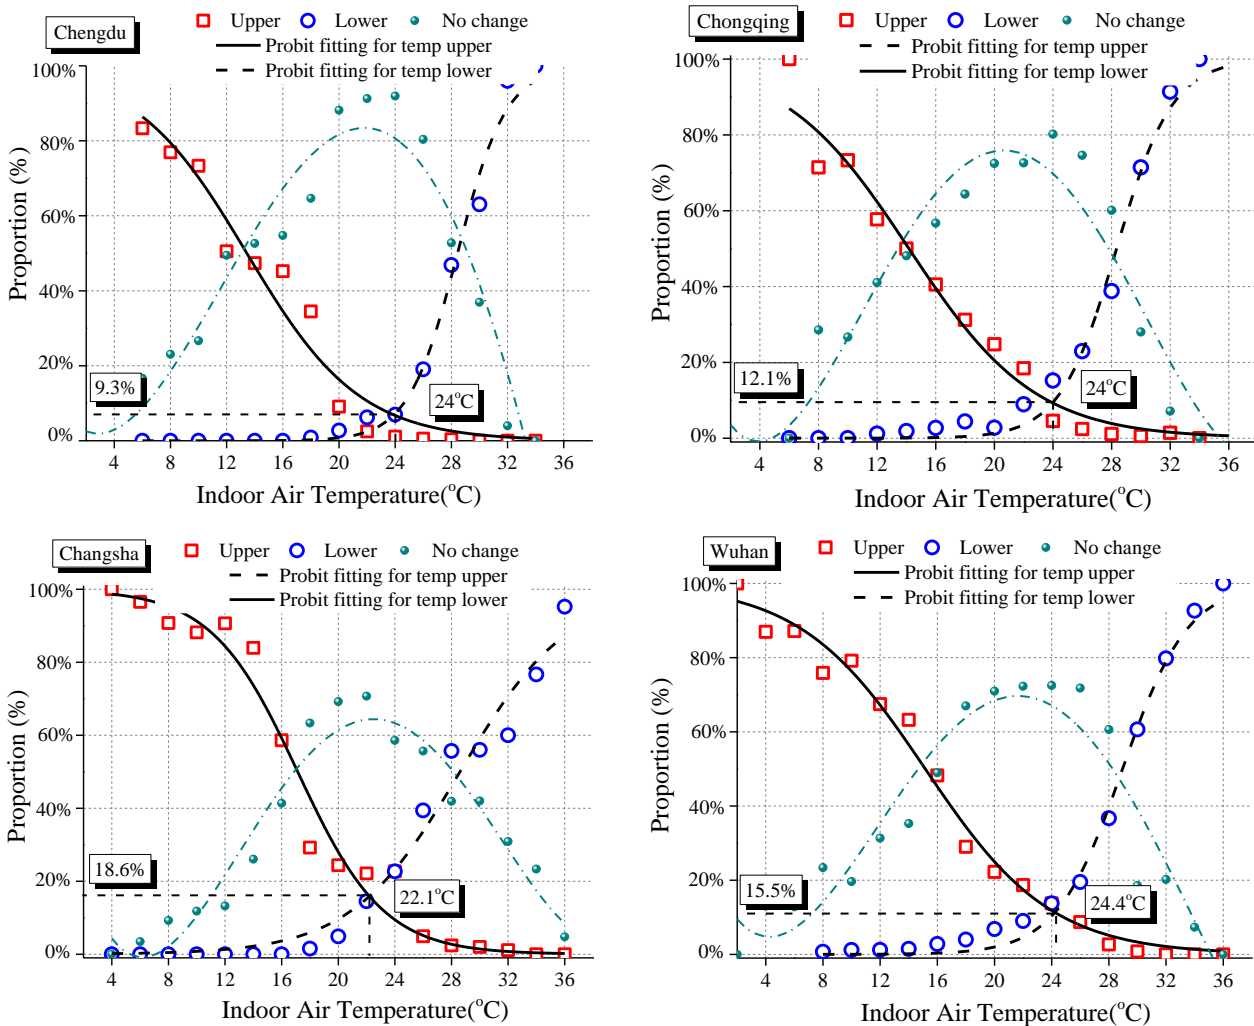 Chengdu
Upper Lower No change
Probit fitting for temp upper
Probit fitting for temp lower
100%
80%
60%
40%
20%
0%
Proportion (%)
9.3%
24°C
4 8 12 16 20 24 28 32 36
Indoor Air Temperature(°C)
Chongqing
Upper Lower No change
Probit fitting for temp upper
Probit fitting for temp lower
100%
80%
60%
40%
20%
0%
Proportion (%)
12.1%
24°C
4 8 12 16 20 24 28 32 36
Indoor Air Temperature(°C)
Changsha
Upper Lower No change
Probit fitting for temp upper
Probit fitting for temp lower
100%
80%
60%
40%
20%
0%
Proportion (%)
18.6%
22.1°C
4 8 12 16 20 24 28 32 36
Indoor Air Temperature(°C)
Wuhan
Upper Lower No change
Probit fitting for temp upper
Probit fitting for temp lower
100%
80%
60%
40%
20%
0%
Proportion (%)
15.5%
24.4°C
4 8 12 16 20 24 28 32 36
Indoor Air Temperature(°C)